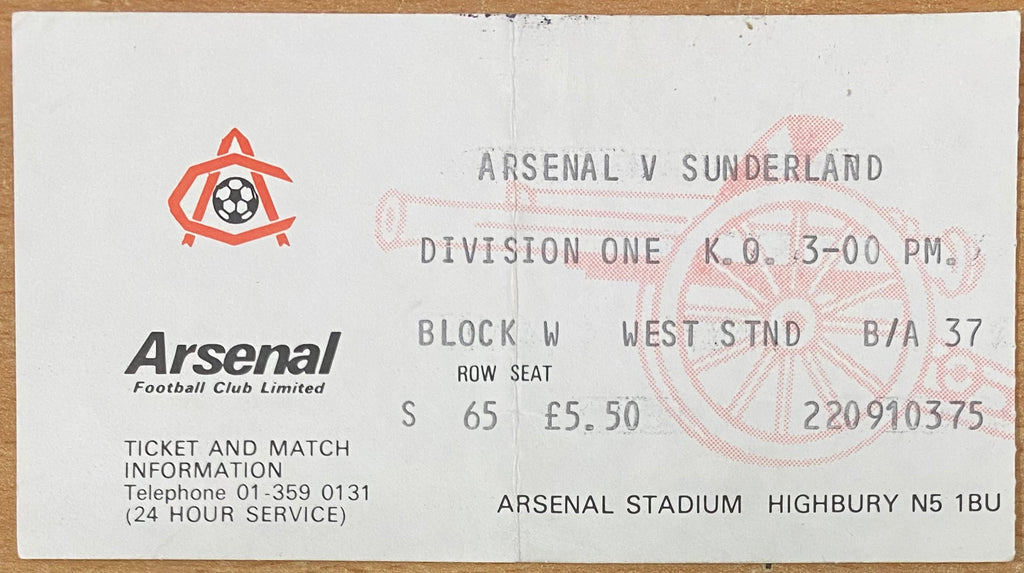 ARSENAL V SUNDERLAND
DIVISION ONE K.O. 3-00 PM.
BLOCK W WEST STND B/A 37
ROW SEAT
S 65 £5.50 220910375
ARSENAL STADIUM HIGHBURY N5 1BU
Arsenal
Football Club Limited
TICKET AND MATCH
INFORMATION
Telephone 01-359 0131
(24 HOUR SERVICE)